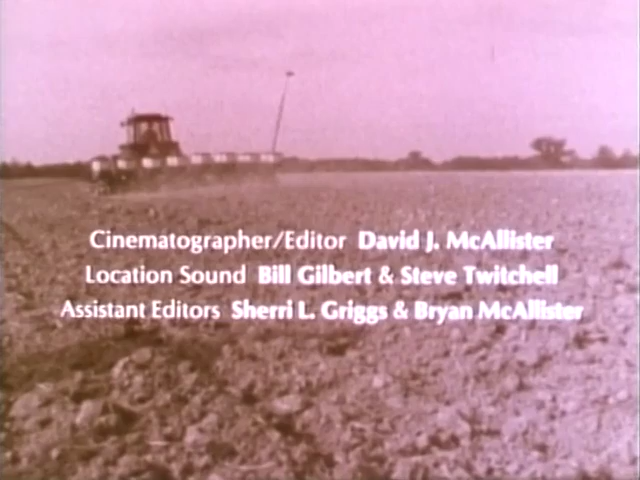 Cinematographer/Editor David J. McAllister
Location Sound Bill Gilbert & Steve Twitchell
Assistant Editors Sherri L. Griggs & Bryan McAllister